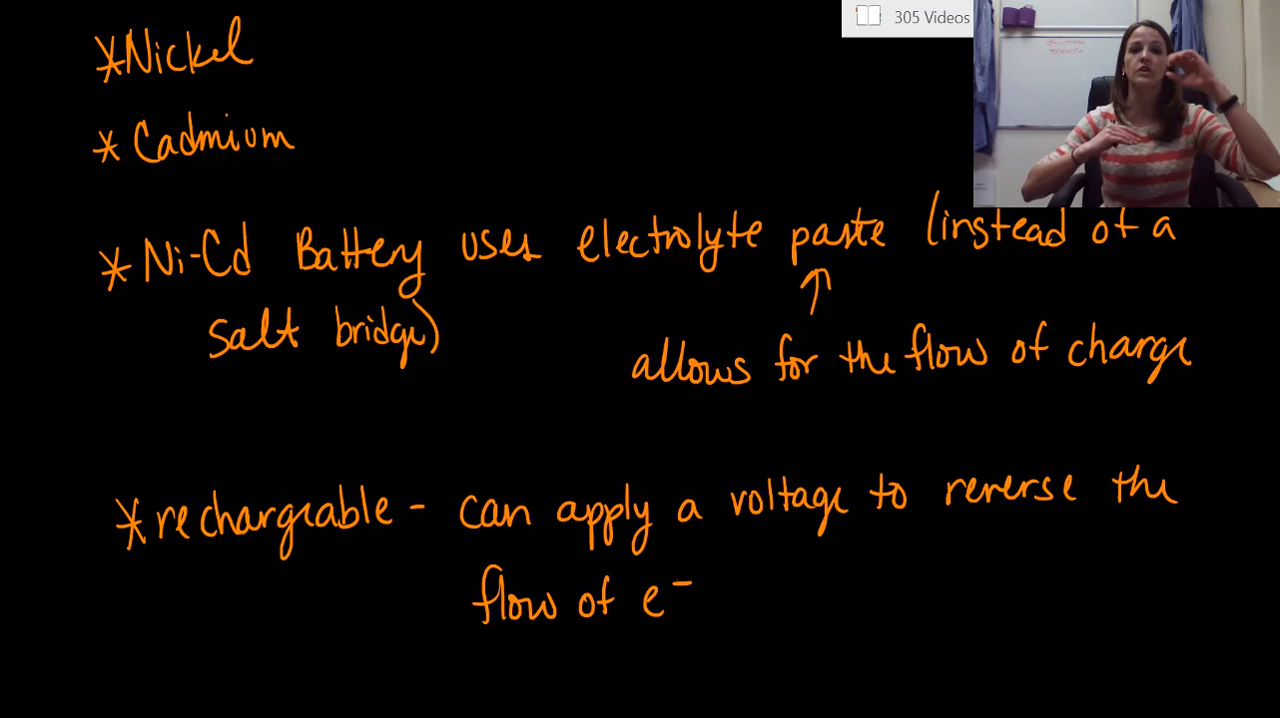 305 Videos
*Nickel
*Cadmium
*Ni-Cd Battery uses electrolyte paste (instead of a
salt bridge)
↑
allows for the flow of charge
*rechargeable - can apply a voltage to reverse the
flow of e⁻